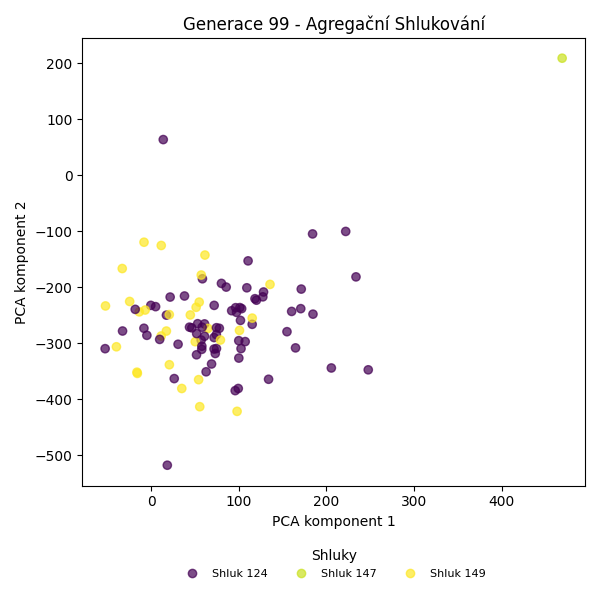 Generace 99 - Agregační Shlukování
PCA komponent 2
200
100
0
−100
−200
−300
−400
−500
0
100
200
300
400
PCA komponent 1
Shluky
Shluk 124
Shluk 147
Shluk 149